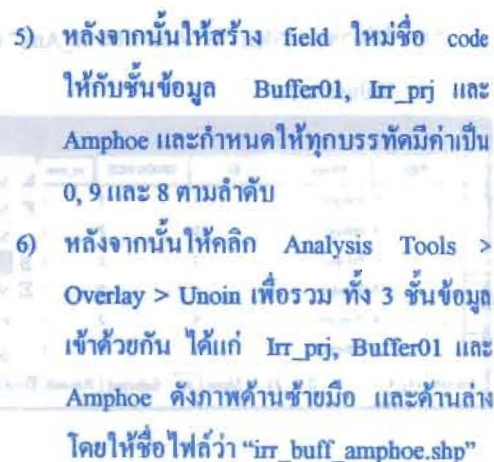 5) หลังจากนั้นให้สร้าง field ใหม่ชื่อ code
ให้กับชั้นข้อมูล Buffer01, Irr_prj และ
Amphoe และกำหนดให้ทุกบรรทัดมีค่าเป็น
0, 9 และ 8 ตามลำดับ
6) หลังจากนั้นให้คลิก Analysis Tools >
Overlay > Unoin เพื่อรวม ทั้ง 3 ชั้นข้อมูล
เข้าด้วยกัน ได้แก่ Irr_prj, Buffer01 และ
Amphoe ดังภาพด้านซ้ายมือ และด้านล่าง
โดยให้ชื่อไฟล์ว่า “irr_buff_amphoe.shp”